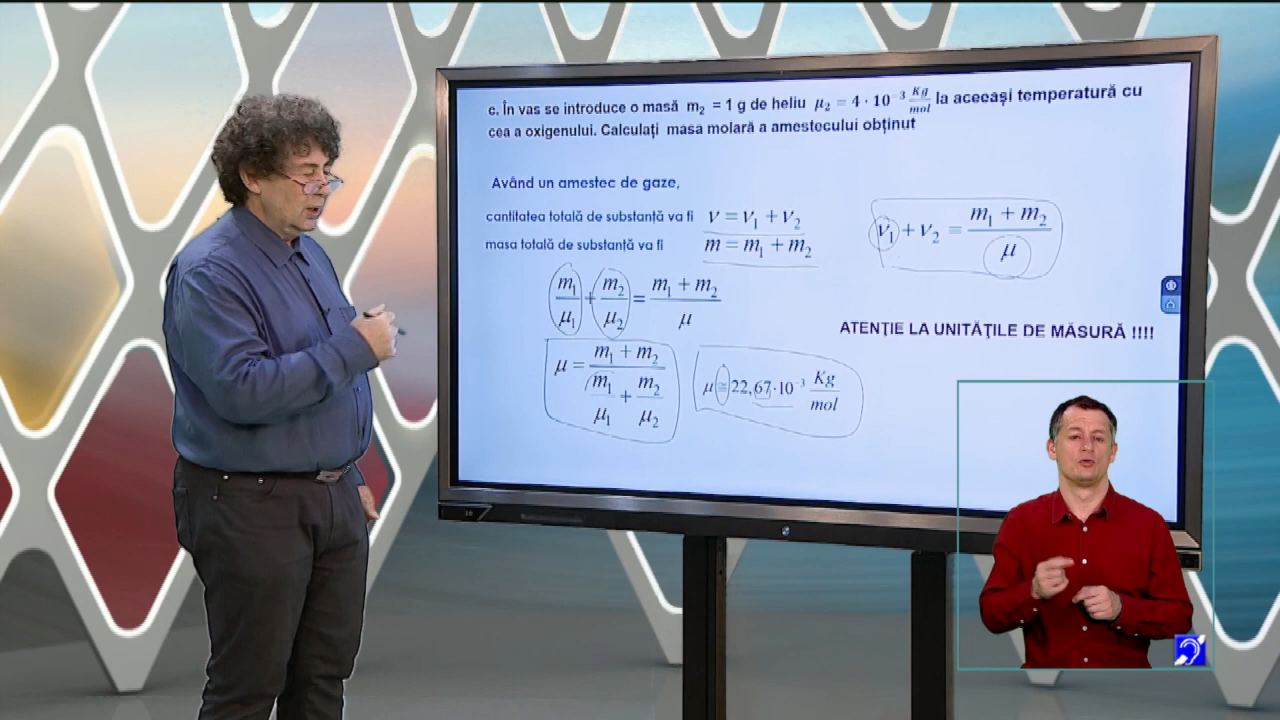 c. În vas se introduce o masă m₂ = 1 g de heliu μ₂ = 4 · 10⁻³ Kg/mol la aceeași temperatură cu
cea a oxigenului. Calculați masa molară a amestecului obținut
Având un amestec de gaze,
cantitatea totală de substanță va fi ν = ν₁ + ν₂
masa totală de substanță va fi m = m₁ + m₂
ν₁ + ν₂ = (m₁ + m₂)/μ
m₁/μ₁ + m₂/μ₂ = (m₁ + m₂)/μ
ATENȚIE LA UNITĂȚILE DE MĂSURĂ !!!!
μ = (m₁ + m₂)/(m₁/μ₁ + m₂/μ₂)
μ ≅ 22,67·10⁻³ Kg/mol